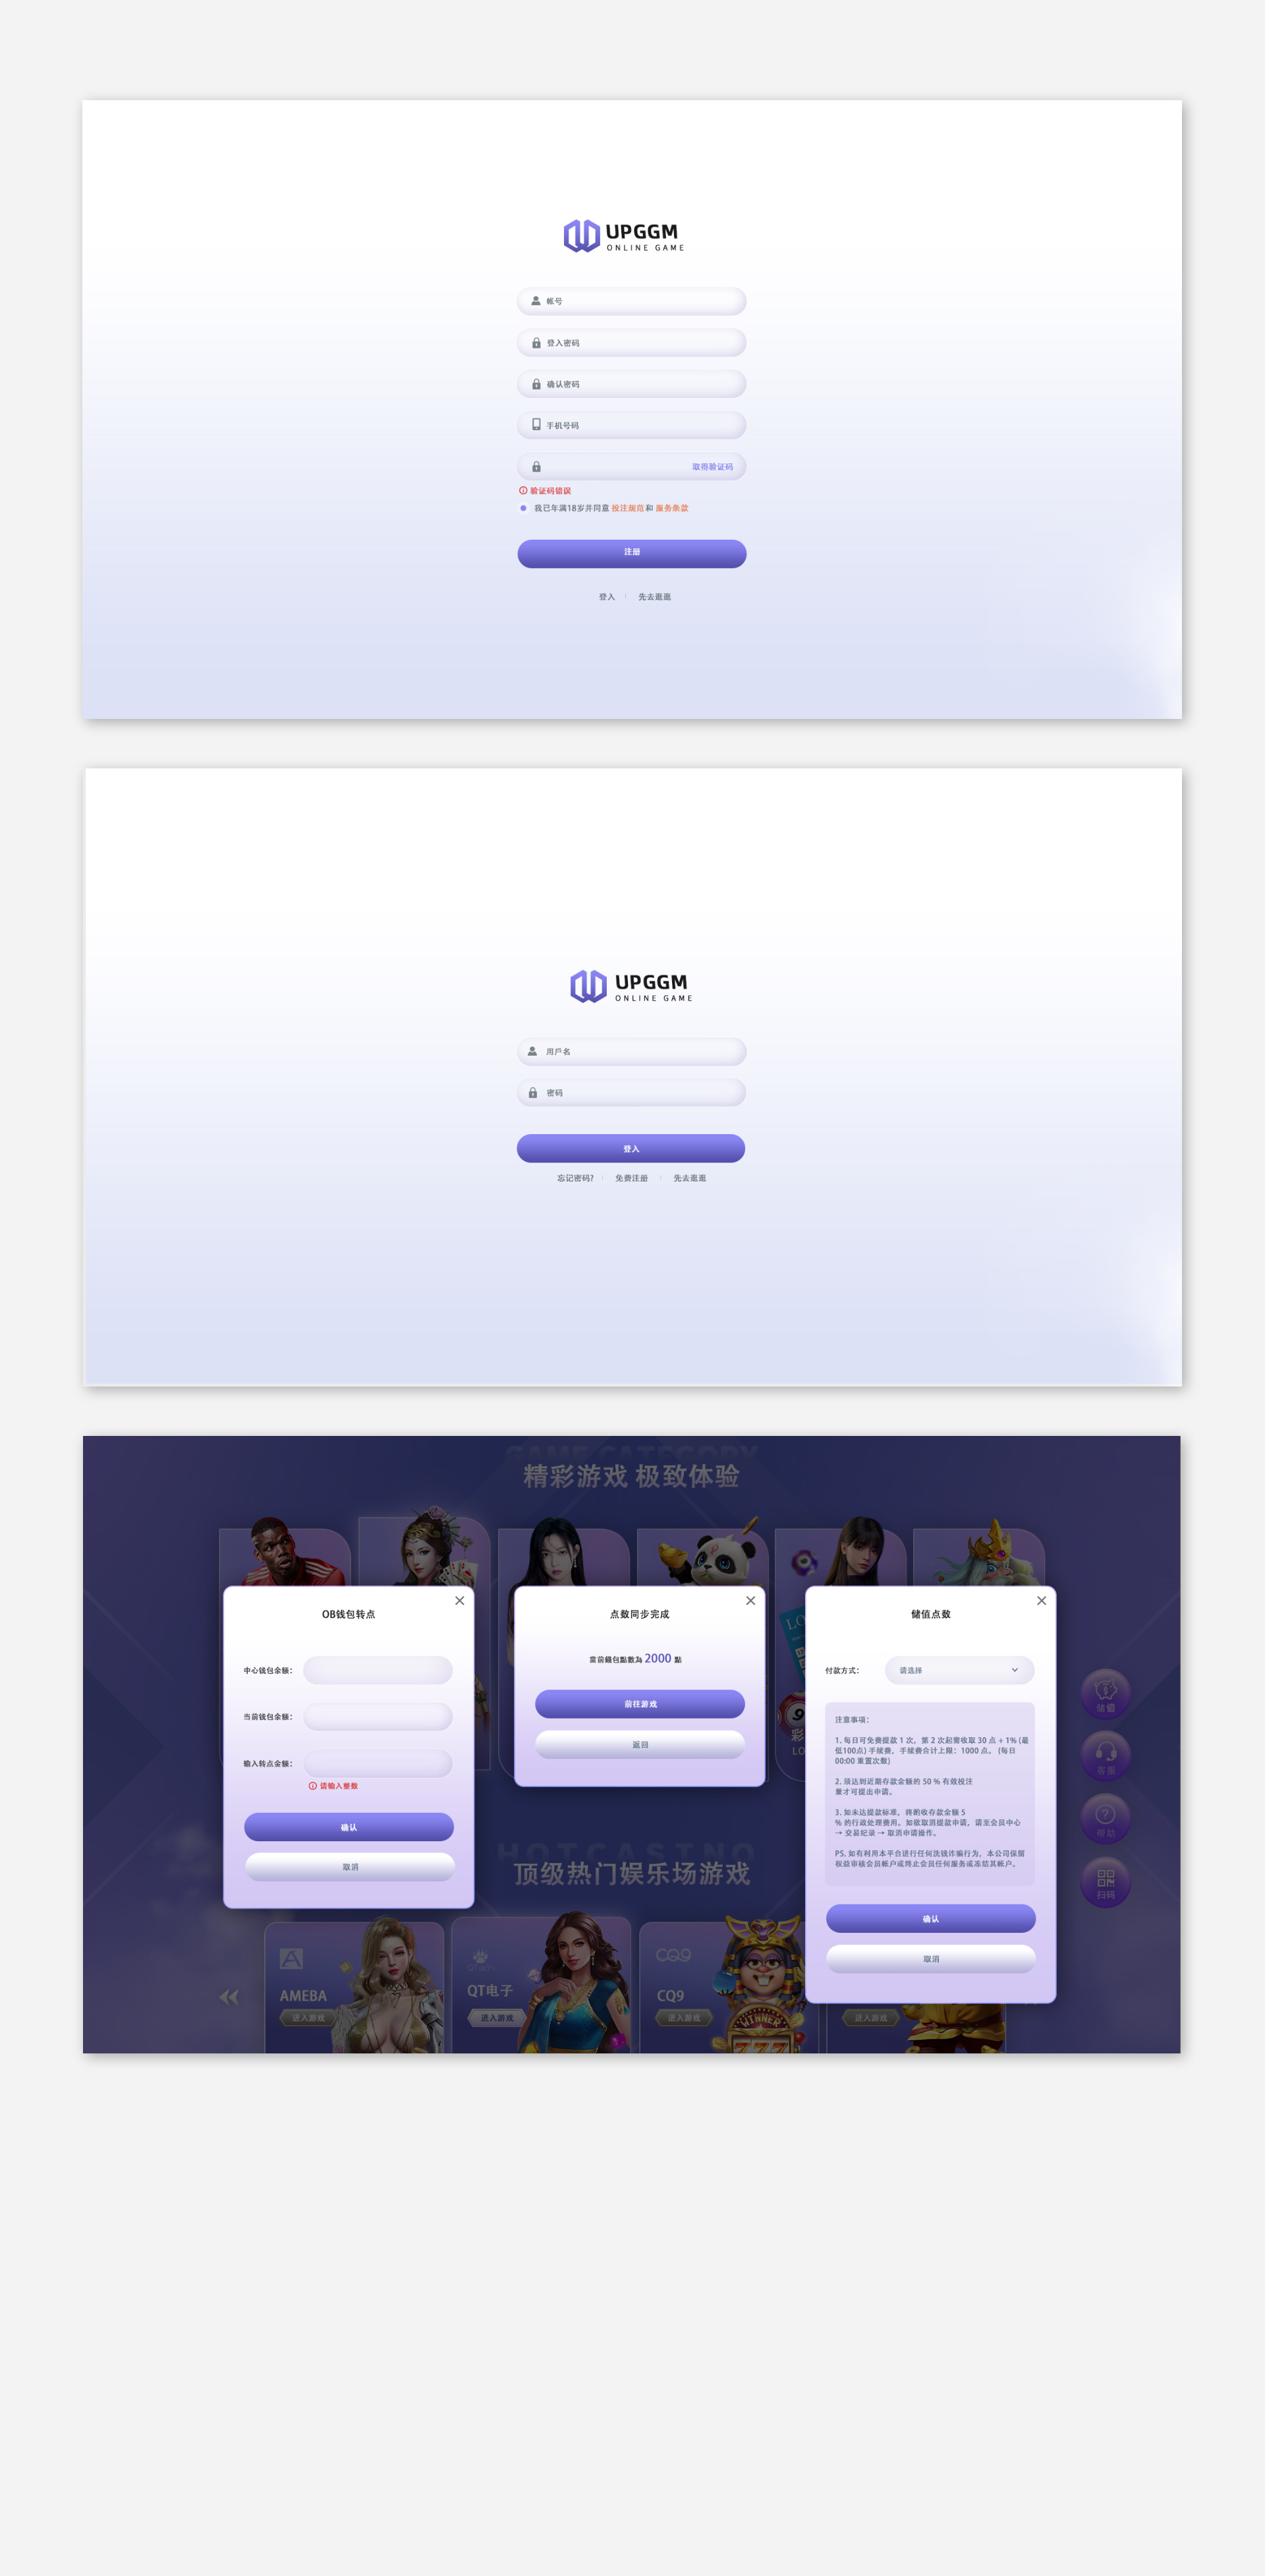 UPGGM
ONLINE GAME
帐号
登入密码
确认密码
手机号码
取得验证码
验证码错误
我已年满18岁并同意 投注规范和 服务条款
注册
登入
先去逛逛
UPGGM
ONLINE GAME
用戶名
密码
登入
忘记密码?
免费注册
先去逛逛
GAME CATEGORY
精彩游戏 极致体验
OB钱包转点
中心钱包余额：
当前钱包余额：
输入转点金额：
请输入整数
确认
取消
点数同步完成
當前錢包點數為 2000 點
前往游戏
返回
储值点数
付款方式：
请选择
注意事项：
1. 每日可免费提款 1 次，第 2 次起需收取 30 点 + 1% (最
低100点) 手续费，手续费合计上限：1000 点。 (每日
00:00 重置次数)
2. 须达到近期存款金额的 50 % 有效投注
量才可提出申请。
3. 如未达提款标准，将酌收存款金额 5
% 的行政处理费用。如欲取消提款申请，请至会员中心
→ 交易纪录 → 取消申请操作。
PS. 如有利用本平台进行任何洗钱诈骗行为，本公司保留
权益审核会员帐户或终止会员任何服务或冻结其帐户。
确认
取消
LO
9
彩
LO
储值
客服
帮助
扫码
HOTCASTNO
顶级热门娱乐场游戏
AMEBA
进入游戏
QT电子
进入游戏
CQ9
CQ9
进入游戏
WINNER
777
进入游戏